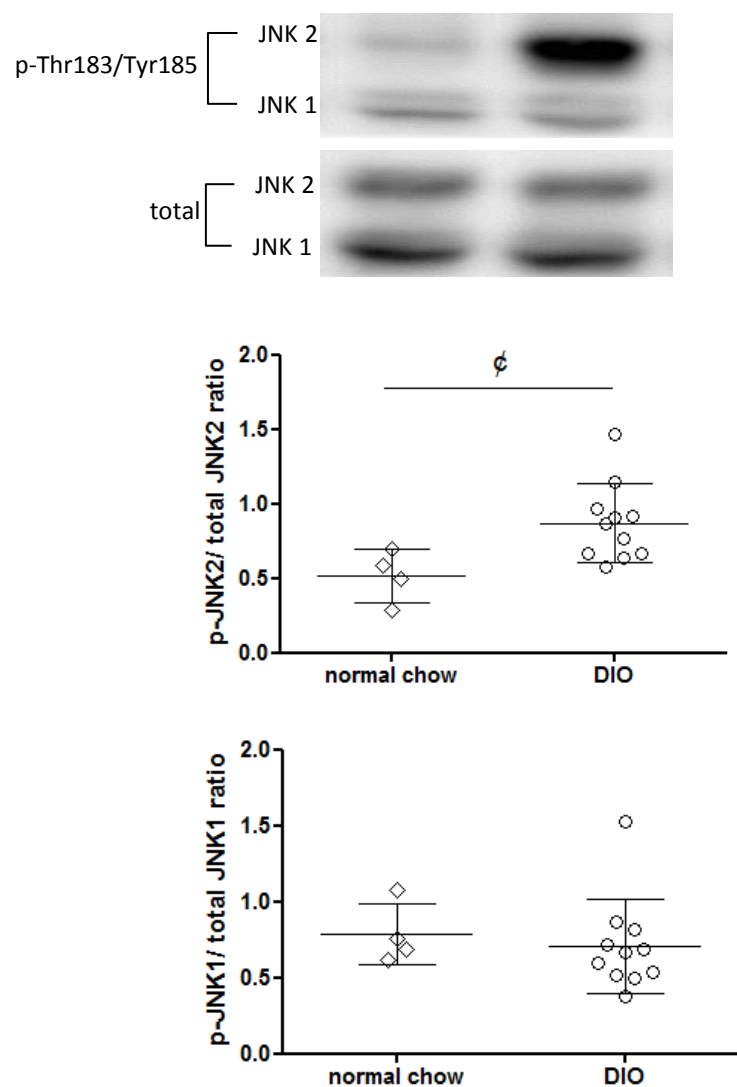 JNK 2
p-Thr183/Tyr185
JNK 1
JNK 2
total
JNK 1
¢
p-JNK2/ total JNK2 ratio
2.0
1.5
1.0
0.5
0.0
normal chow DIO
p-JNK1/ total JNK1 ratio
2.0
1.5
1.0
0.5
0.0
normal chow DIO